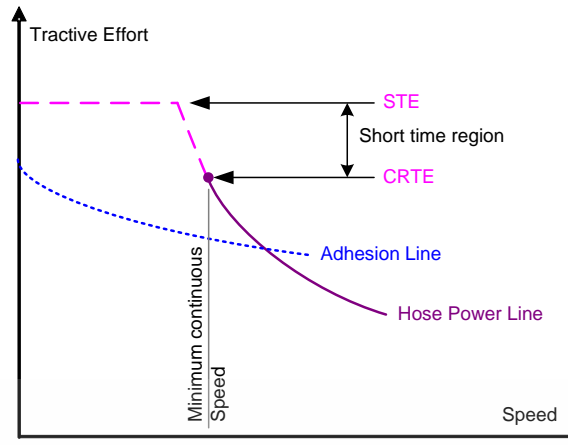 Tractive Effort
STE
Short time region
CRTE
Adhesion Line
Hose Power Line
Minimum continuous
Speed
Speed